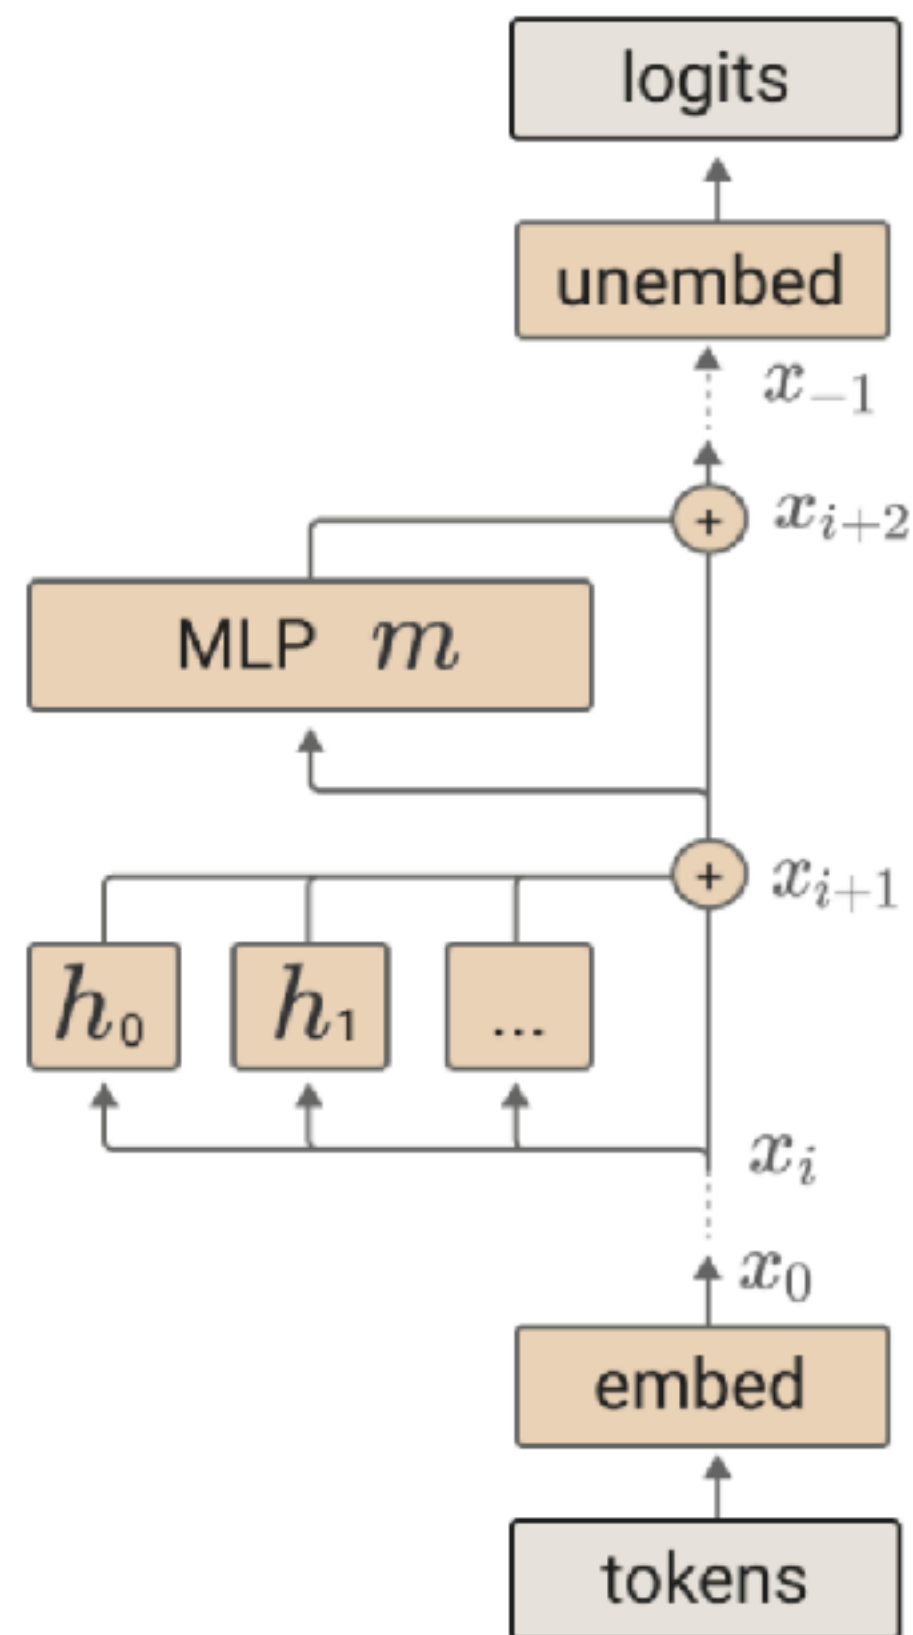 logits
unembed
x₋₁
+ xᵢ₊₂
MLP m
+ xᵢ₊₁
h₀ h₁ ...
xᵢ
x₀
embed
tokens